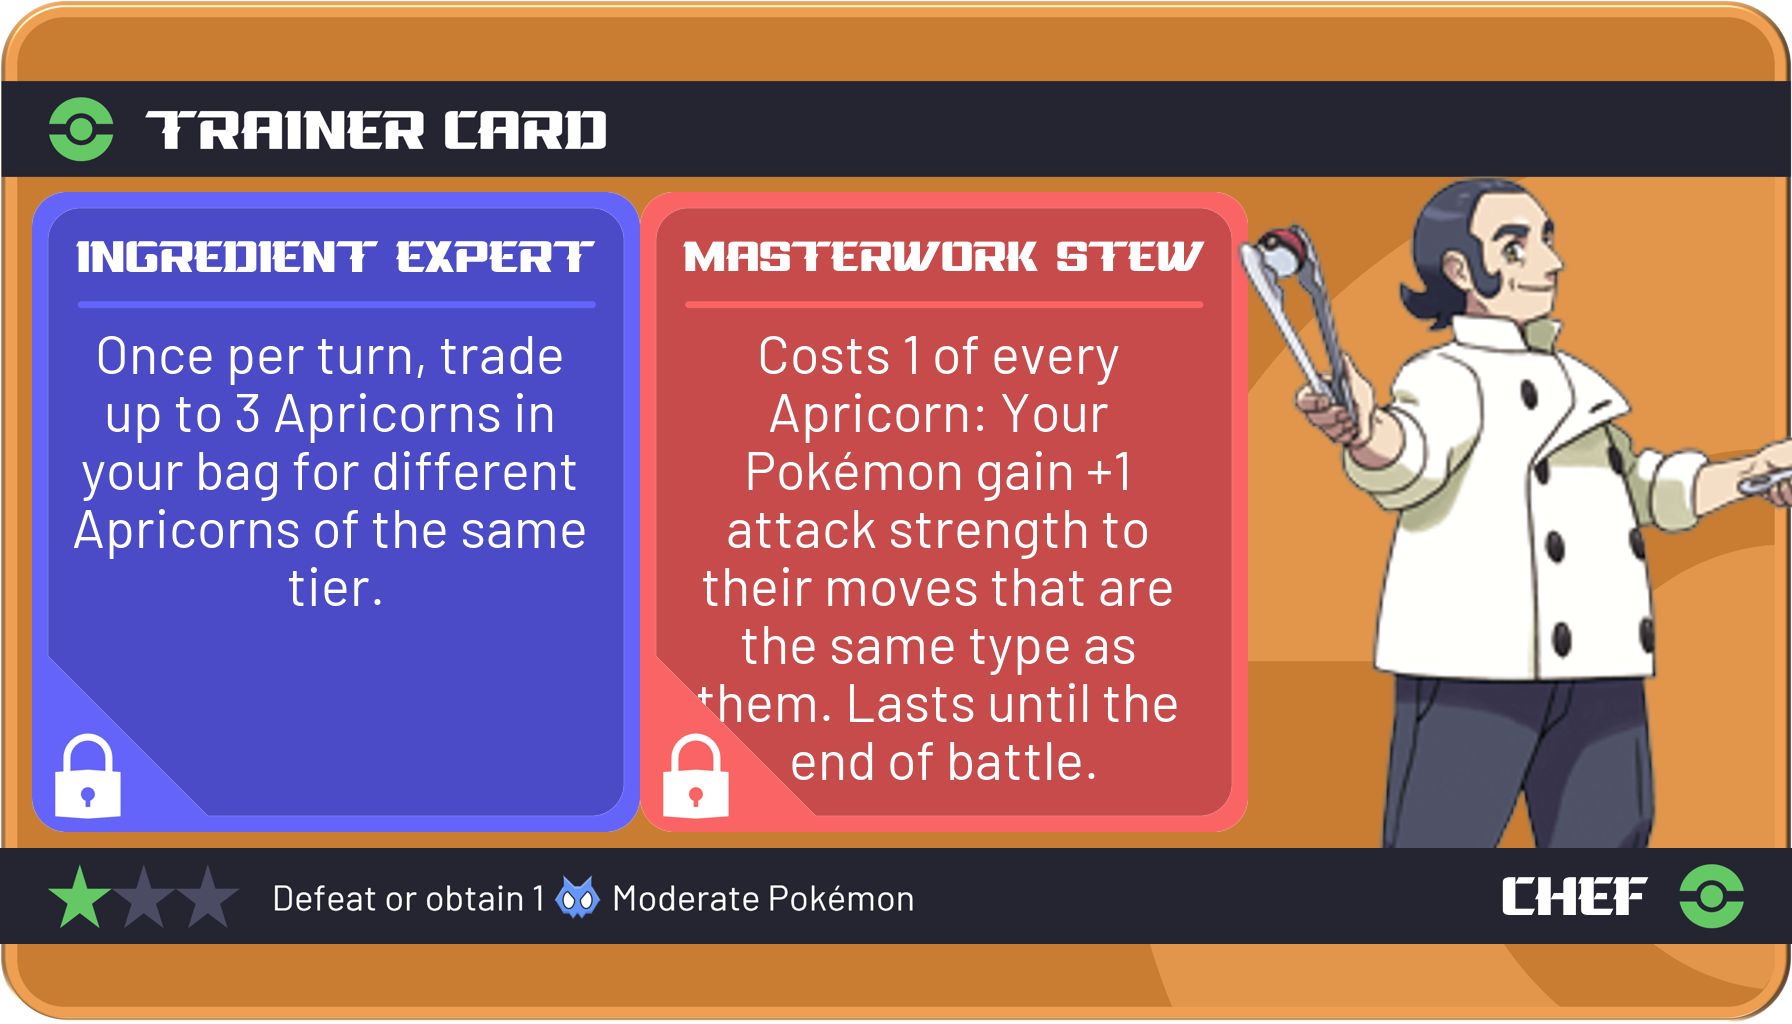 TRAINER CARD
INGREDIENT EXPERT
Once per turn, trade
up to 3 Apricorns in
your bag for different
Apricorns of the same
tier.
MASTERWORK STEW
Costs 1 of every
Apricorn: Your
Pokémon gain +1
attack strength to
their moves that are
the same type as
them. Lasts until the
end of battle.
Defeat or obtain 1 Moderate Pokémon
CHEF